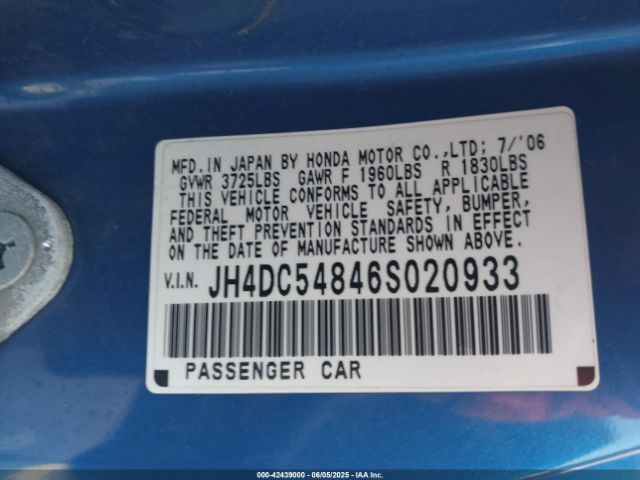 MFD. IN JAPAN BY HONDA MOTOR CO.,LTD; 7/'06
GVWR 3725LBS GAWR F 1960LBS R 1830LBS
THIS VEHICLE CONFORMS TO ALL APPLICABLE
FEDERAL MOTOR VEHICLE SAFETY, BUMPER,
AND THEFT PREVENTION STANDARDS IN EFFECT
ON THE DATE OF MANUFACTURE SHOWN ABOVE.
V.I.N. JH4DC54846S020933
PASSENGER CAR
000-42439000 - 06/05/2025 - IAA Inc.